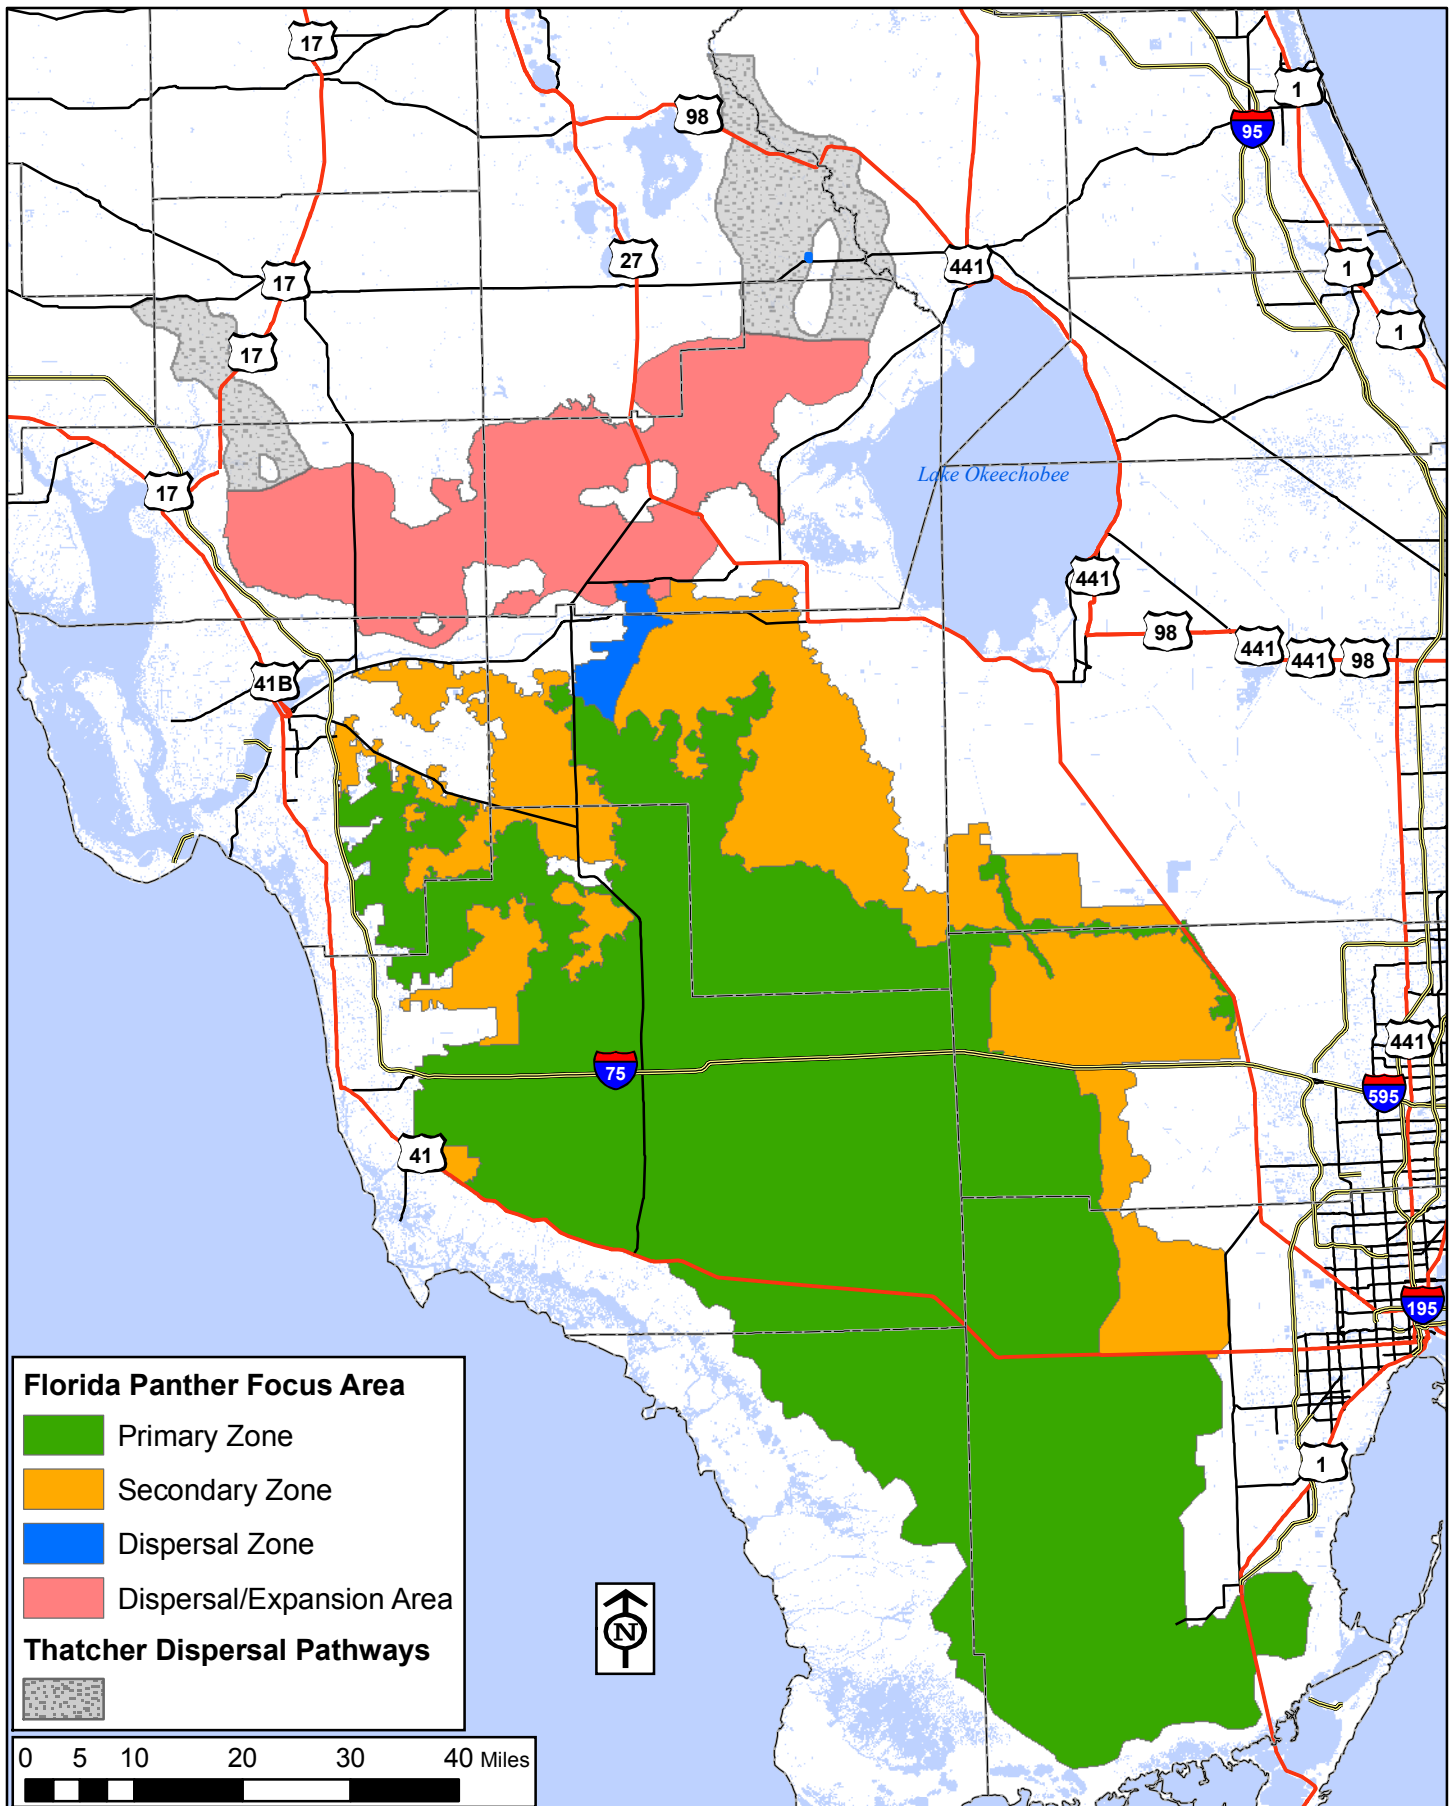 17
98
1
95
27
441
17
1
17
1
Lake Okeechobee
17
441
98
441
441
98
41B
441
75
595
41
195
1
Florida Panther Focus Area
Primary Zone
Secondary Zone
Dispersal Zone
Dispersal/Expansion Area
Thatcher Dispersal Pathways
N
0 5 10 20 30 40 Miles